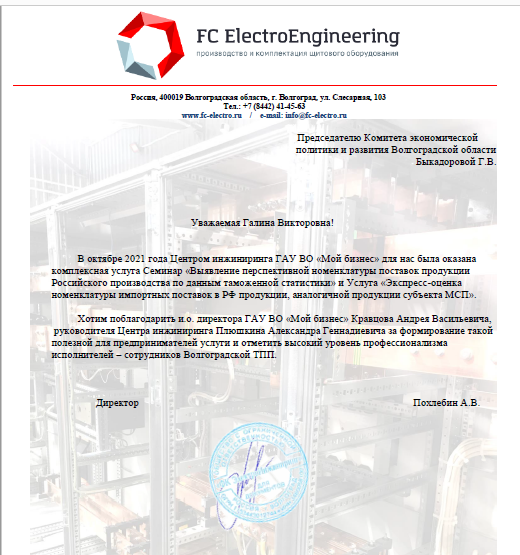 FC ElectroEngineering
производство и комплектация щитового оборудования
Россия, 400019 Волгоградская область, г. Волгоград, ул. Слесарная, 103
Тел.: +7 (8442) 41-45-63
www.fc-electro.ru / e-mail: info@fc-electro.ru
Председателю Комитета экономической
политики и развития Волгоградской области
Быкадоровой Г.В.
Уважаемая Галина Викторовна!
В октябре 2021 года Центром инжиниринга ГАУ ВО «Мой бизнес» для нас была оказана
комплексная услуга Семинар «Выявление перспективной номенклатуры поставок продукции
Российского производства по данным таможенной статистики» и Услуга «Экспресс-оценка
номенклатуры импортных поставок в РФ продукции, аналогичной продукции субъекта МСП».
Хотим поблагодарить и.о. директора ГАУ ВО «Мой бизнес» Кравцова Андрея Васильевича,
руководителя Центра инжиниринга Плюшкина Александра Геннадиевича за формирование такой
полезной для предпринимателей услуги и отметить высокий уровень профессионализма
исполнителей – сотрудников Волгоградской ТПП.
Директор Похлебин А.В.